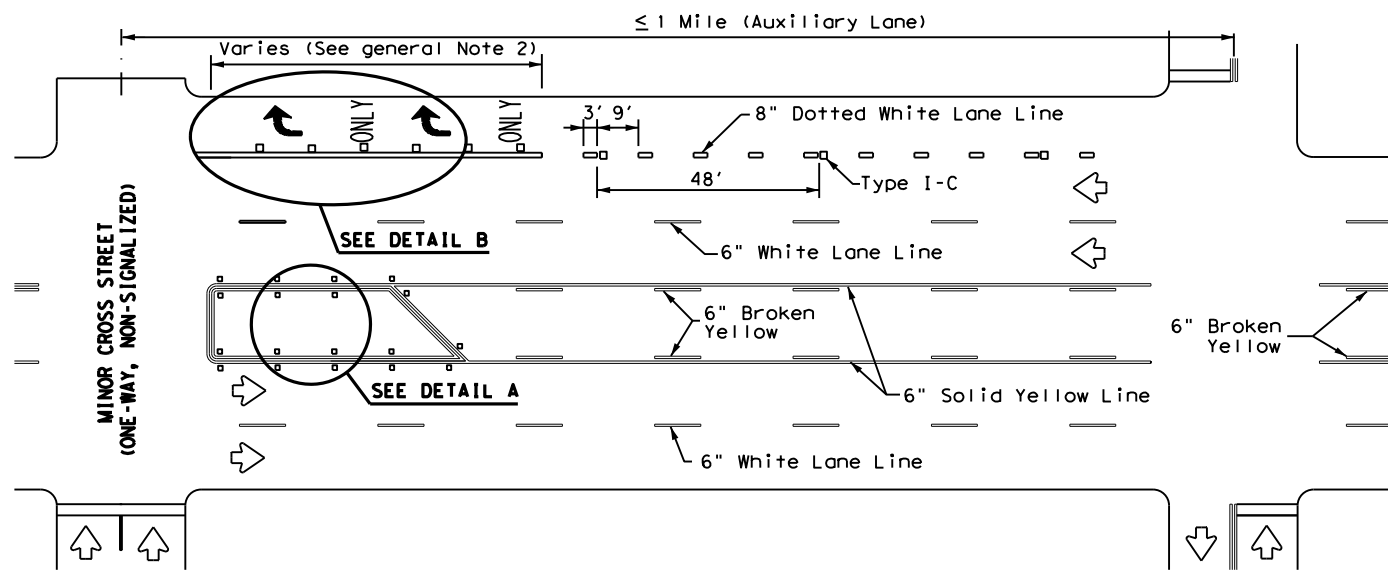 ≤ 1 Mile (Auxiliary Lane)
Varies (See general Note 2)
ONLY
ONLY
3' 9'
8" Dotted White Lane Line
48'
Type I-C
SEE DETAIL B
6" White Lane Line
MINOR CROSS STREET
(ONE-WAY, NON-SIGNALIZED)
6" Broken
Yellow
6" Broken
Yellow
SEE DETAIL A
6" Solid Yellow Line
6" White Lane Line